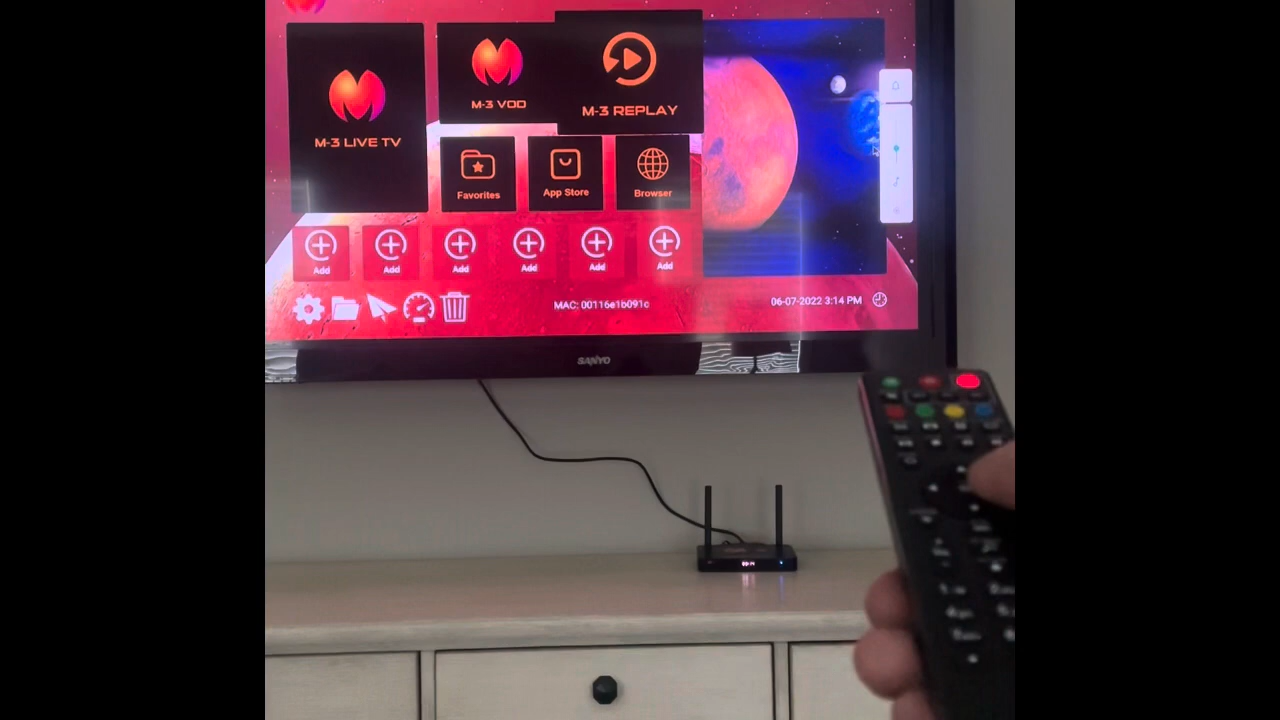 M-3 LIVE TV
M-3 VOD
M-3 REPLAY
Favorites
App Store
Browser
Add
Add
Add
Add
Add
Add
MAC: 00116e1b091c
06-07-2022 3:14 PM
SANYO